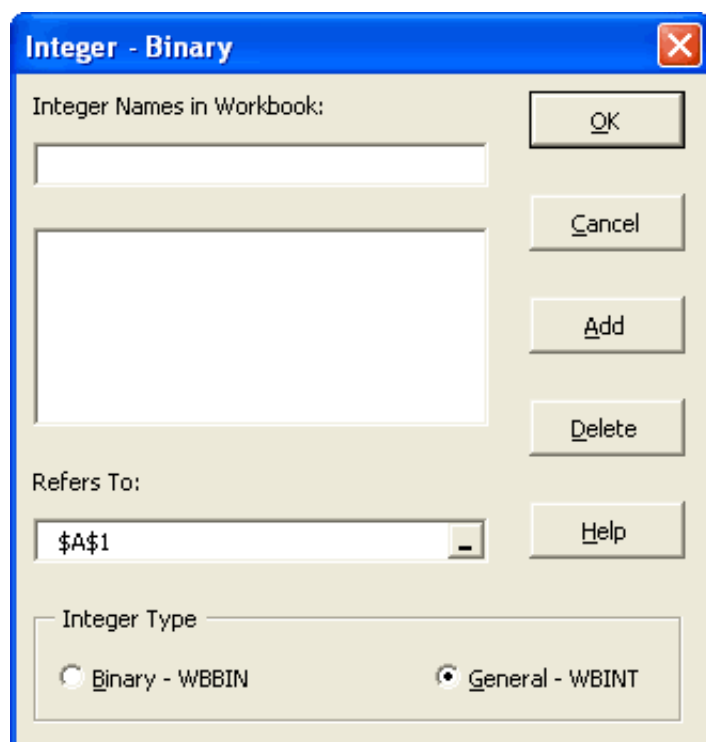 Integer - Binary
Integer Names in Workbook:
OK
Cancel
Add
Delete
Refers To:
$A$1
Help
Integer Type
Binary - WBBIN
General - WBINT